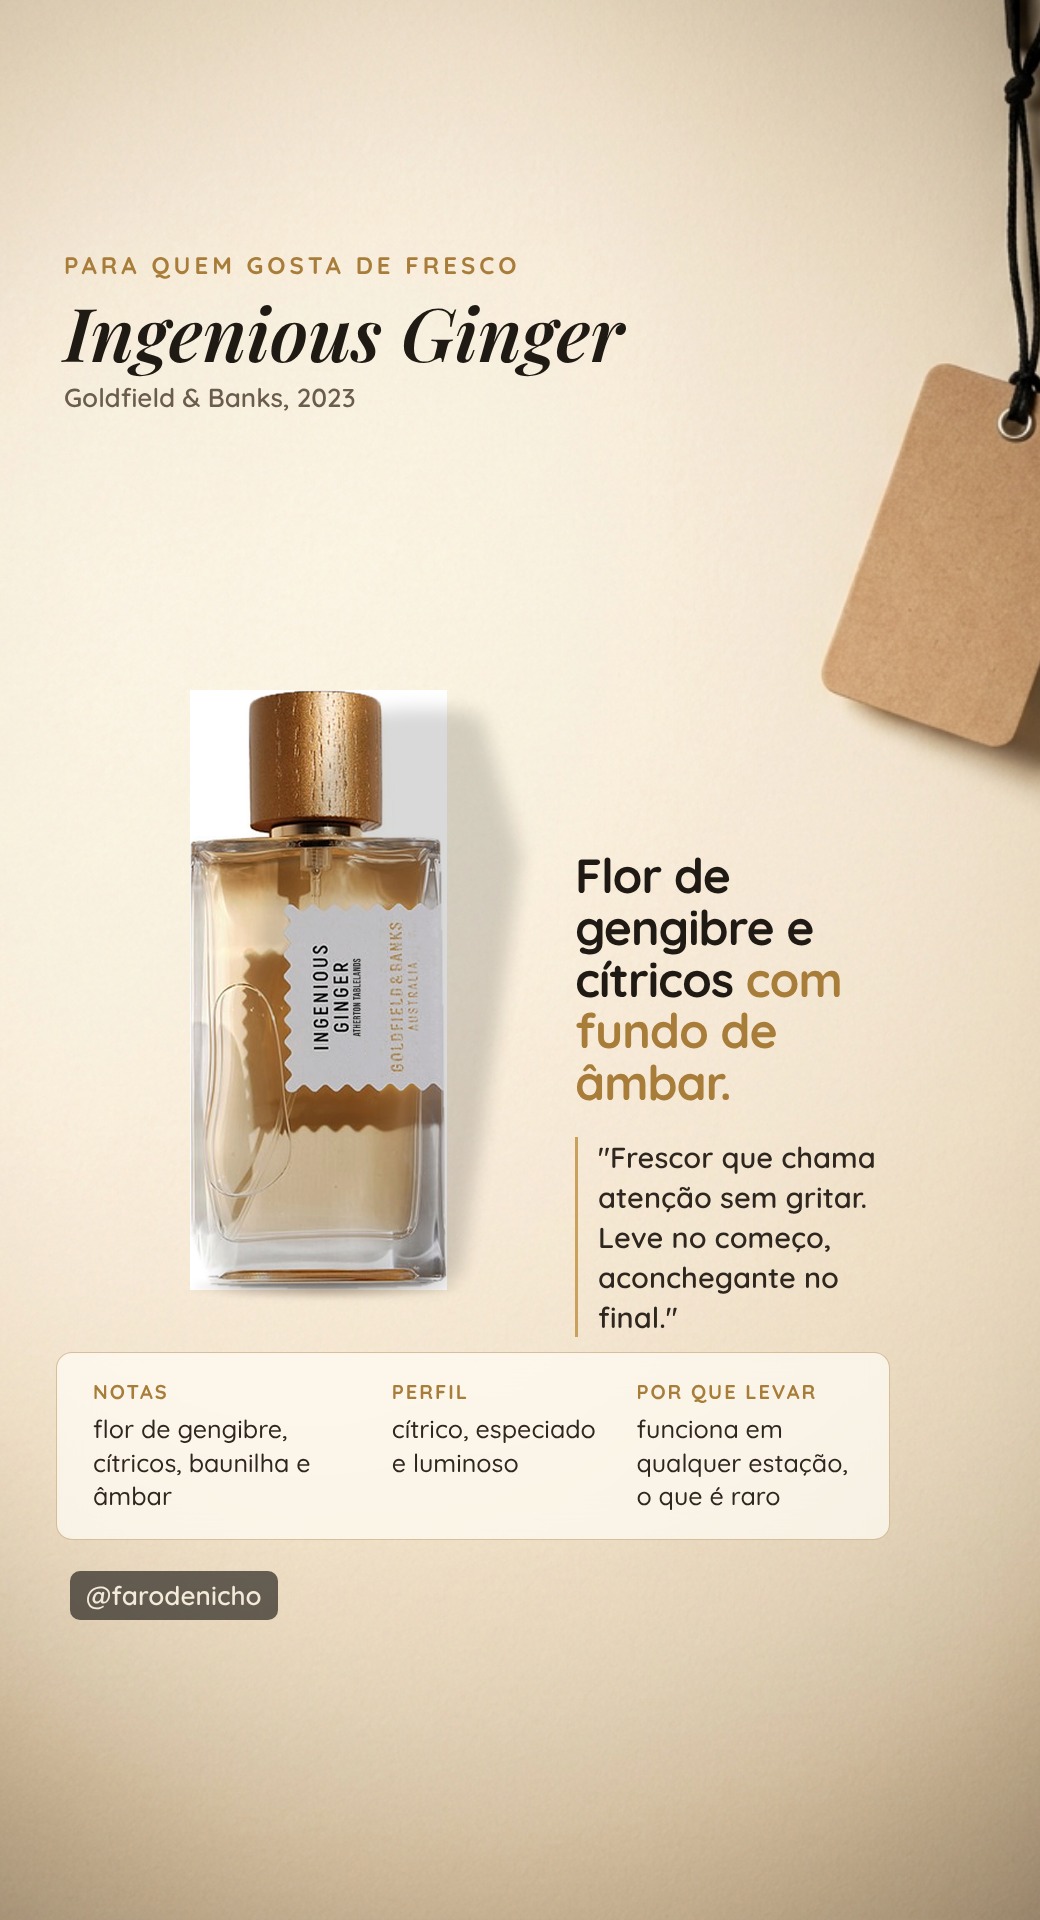 PARA QUEM GOSTA DE FRESCO
Ingenious Ginger
Goldfield & Banks, 2023
INGENIOUS
GINGER
ATHERTON TABLELANDS
GOLDFIELD & BANKS
AUSTRALIA
Flor de
gengibre e
cítricos com
fundo de
âmbar.
"Frescor que chama
atenção sem gritar.
Leve no começo,
aconchegante no
final."
NOTAS
flor de gengibre,
cítricos, baunilha e
âmbar
PERFIL
cítrico, especiado
e luminoso
POR QUE LEVAR
funciona em
qualquer estação,
o que é raro
@farodenicho